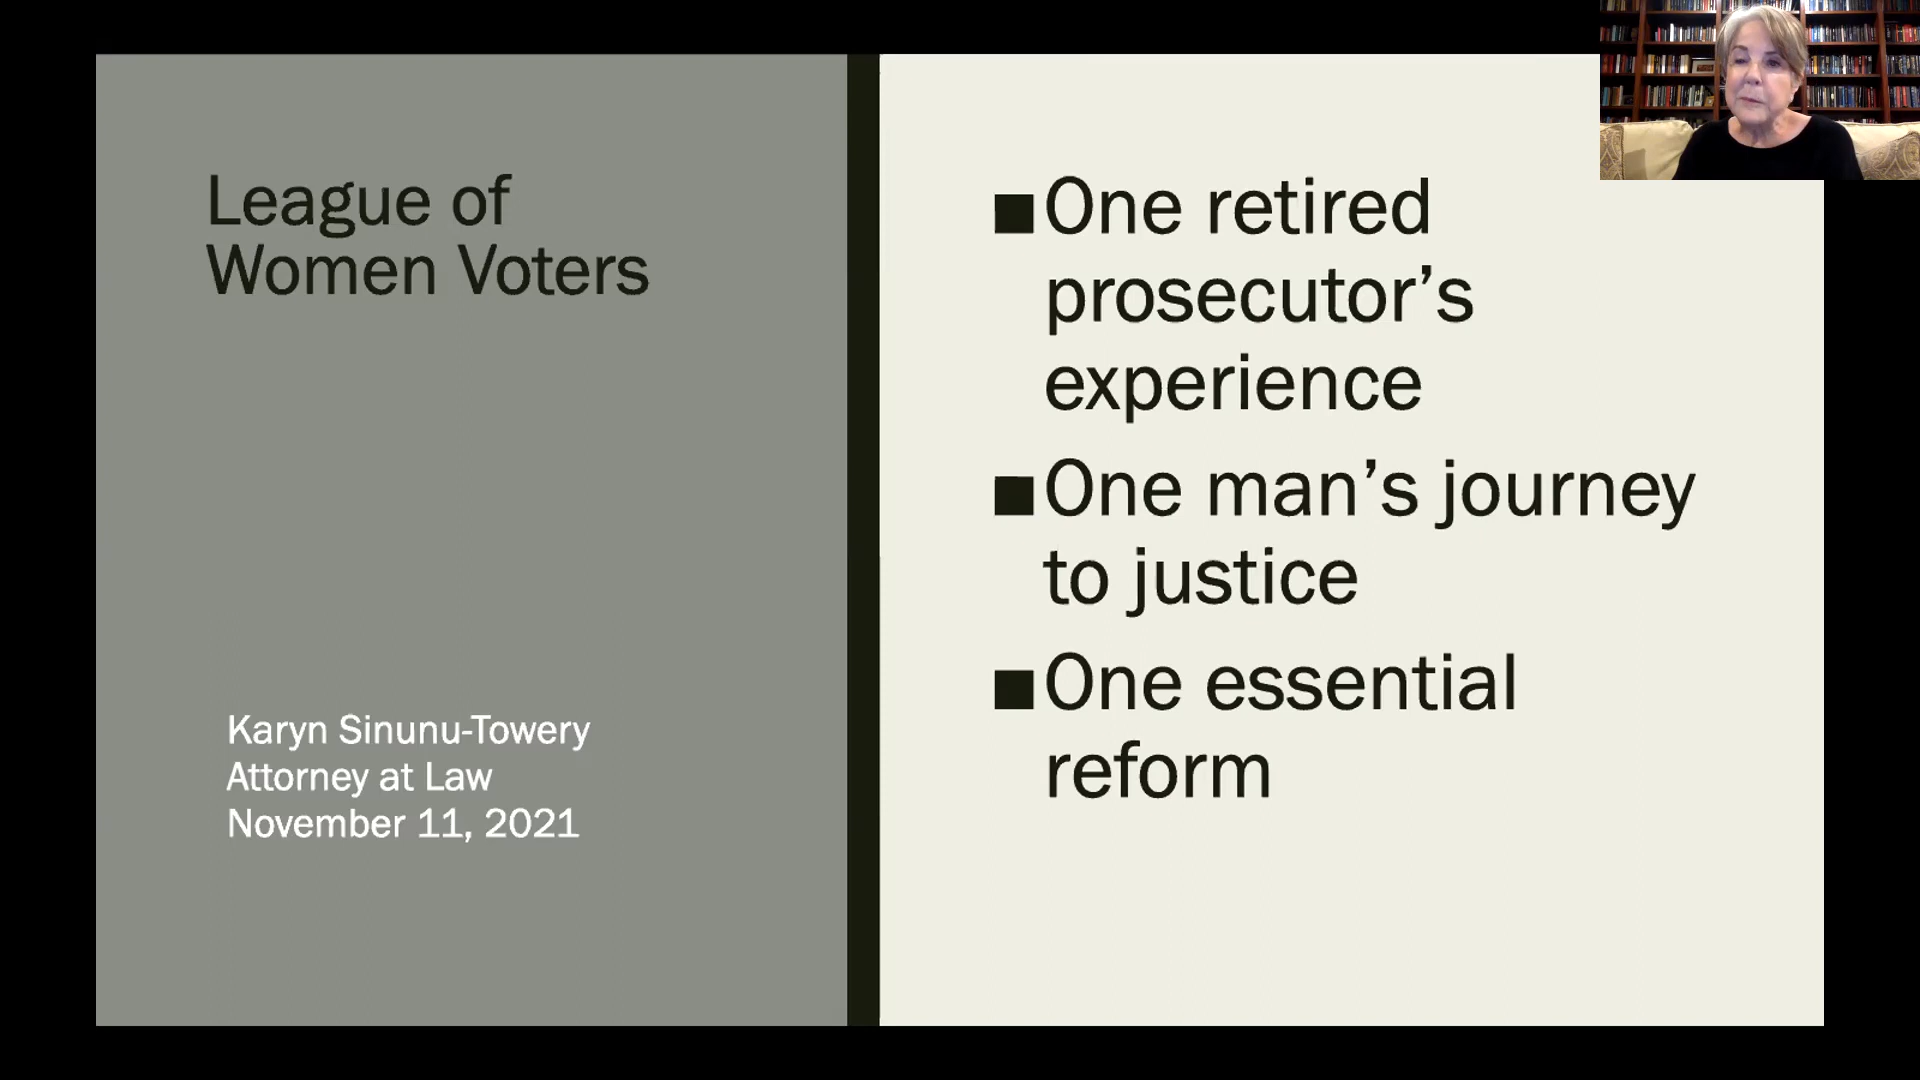 League of
Women Voters
Karyn Sinunu-Towery
Attorney at Law
November 11, 2021
■One retired
prosecutor’s
experience
■One man’s journey
to justice
■One essential
reform